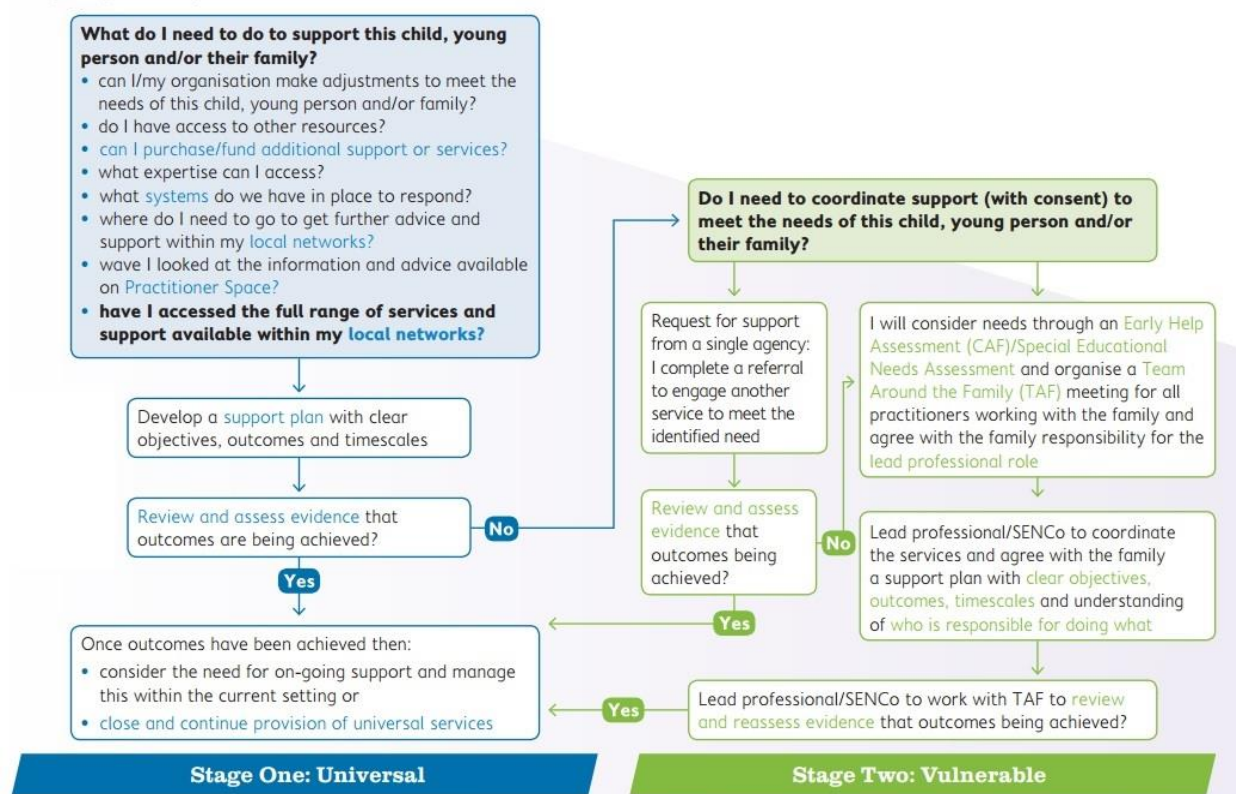 What do I need to do to support this child, young
person and/or their family?
• can I/my organisation make adjustments to meet the
needs of this child, young person and/or family?
• do I have access to other resources?
• can I purchase/fund additional support or services?
• what expertise can I access?
• what systems do we have in place to respond?
• where do I need to go to get further advice and
support within my local networks?
• wave I looked at the information and advice available
on Practitioner Space?
• have I accessed the full range of services and
support available within my local networks?
Develop a support plan with clear
objectives, outcomes and timescales
Review and assess evidence that
outcomes are being achieved?
No
Yes
Once outcomes have been achieved then:
• consider the need for on-going support and manage
this within the current setting or
• close and continue provision of universal services
Stage One: Universal
Do I need to coordinate support (with consent) to
meet the needs of this child, young person and/or
their family?
Request for support
from a single agency:
I complete a referral
to engage another
service to meet the
identified need
Review and assess
evidence that
outcomes being
achieved?
No
Yes
I will consider needs through an Early Help
Assessment (CAF)/Special Educational
Needs Assessment and organise a Team
Around the Family (TAF) meeting for all
practitioners working with the family and
agree with the family responsibility for the
lead professional role
Lead professional/SENCo to coordinate
the services and agree with the family
a support plan with clear objectives,
outcomes, timescales and understanding
of who is responsible for doing what
Lead professional/SENCo to work with TAF to review
and reassess evidence that outcomes being achieved?
Yes
Stage Two: Vulnerable